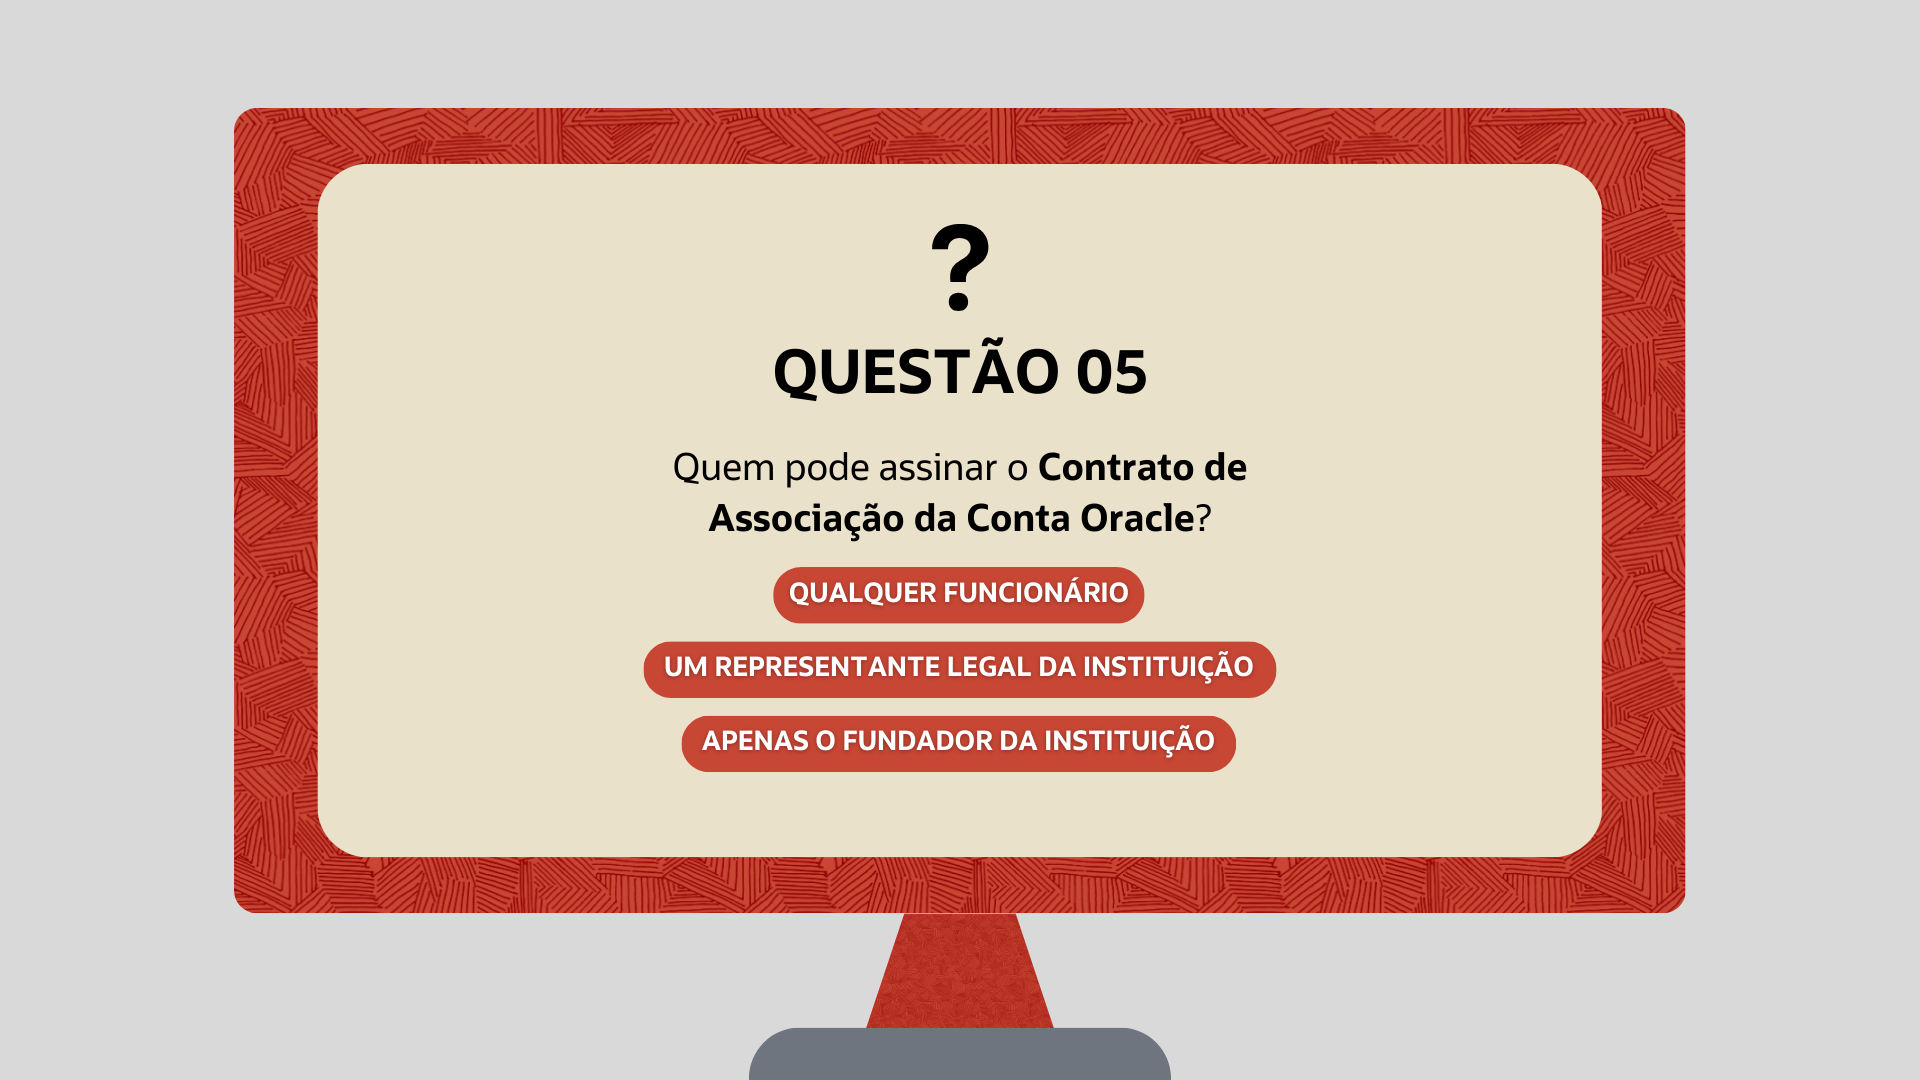 ?
QUESTÃO 05
Quem pode assinar o Contrato de
Associação da Conta Oracle?
QUALQUER FUNCIONÁRIO
UM REPRESENTANTE LEGAL DA INSTITUIÇÃO
APENAS O FUNDADOR DA INSTITUIÇÃO